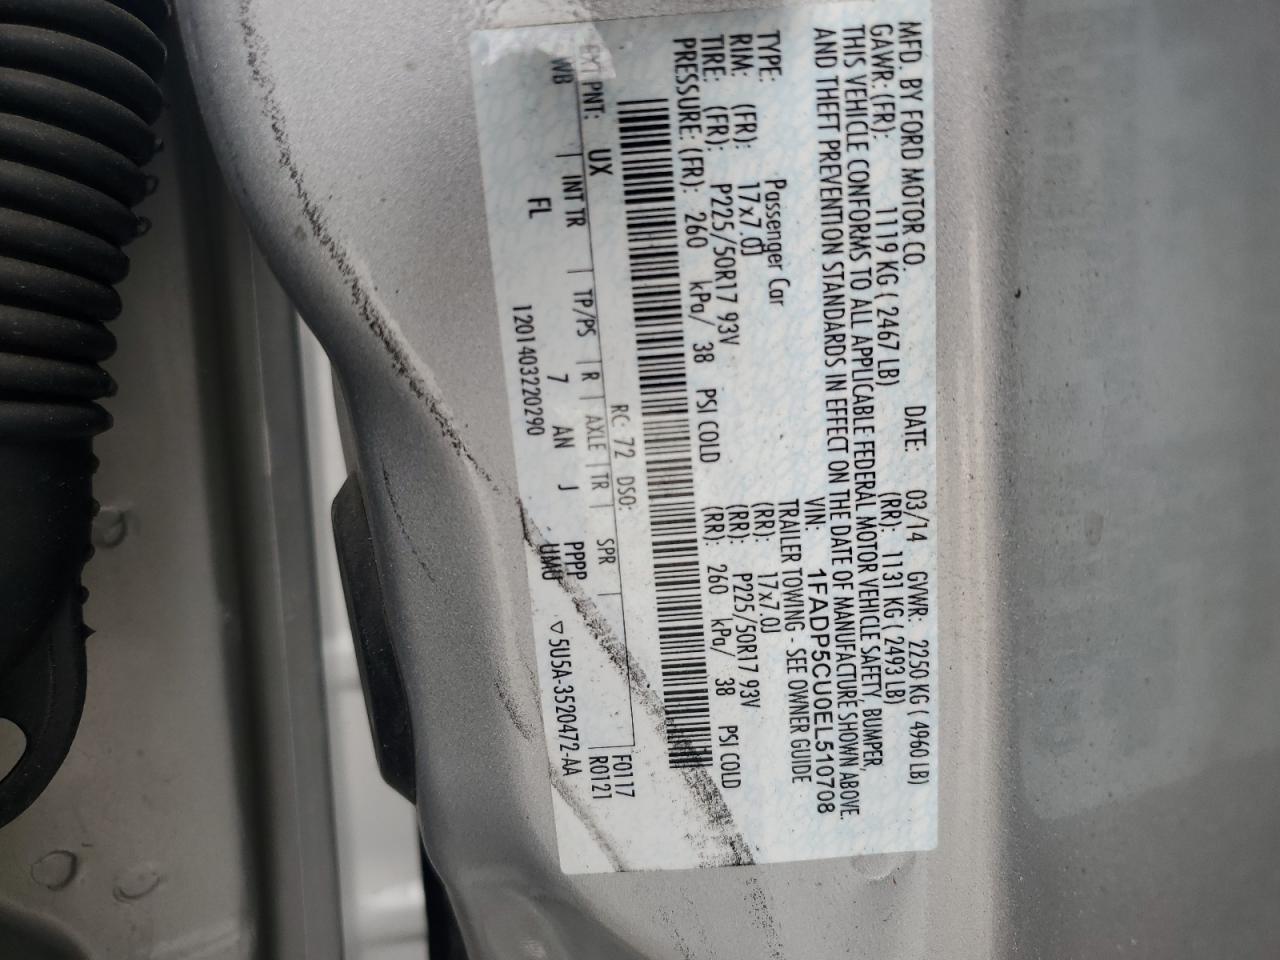 MFD. BY FORD MOTOR CO. DATE: 03/14 GVWR: 2250 KG ( 4960 LB)
GAWR: (FR): 1119 KG ( 2467 LB) (RR): 1131 KG ( 2493 LB)
THIS VEHICLE CONFORMS TO ALL APPLICABLE FEDERAL MOTOR VEHICLE SAFETY, BUMPER,
AND THEFT PREVENTION STANDARDS IN EFFECT ON THE DATE OF MANUFACTURE SHOWN ABOVE.
VIN: 1FADP5CU0EL510708
TYPE: Passenger Car TRAILER TOWING - SEE OWNER GUIDE
RIM: (FR): 17x7.0J (RR): 17x7.0J
TIRE: (FR): P225/50R17 93V (RR): P225/50R17 93V
PRESSURE: (FR): 260 kPa/ 38 PSI COLD (RR): 260 kPa/ 38 PSI COLD
RC: 72 DSO: F0117
EXT PNT: UX R0121
WB | INT TR | TP/PS | R | AXLE | TR | SPR |
FL 7 AN J PPPP ▽5U5A-3520472-AA
1201403220290 UMU